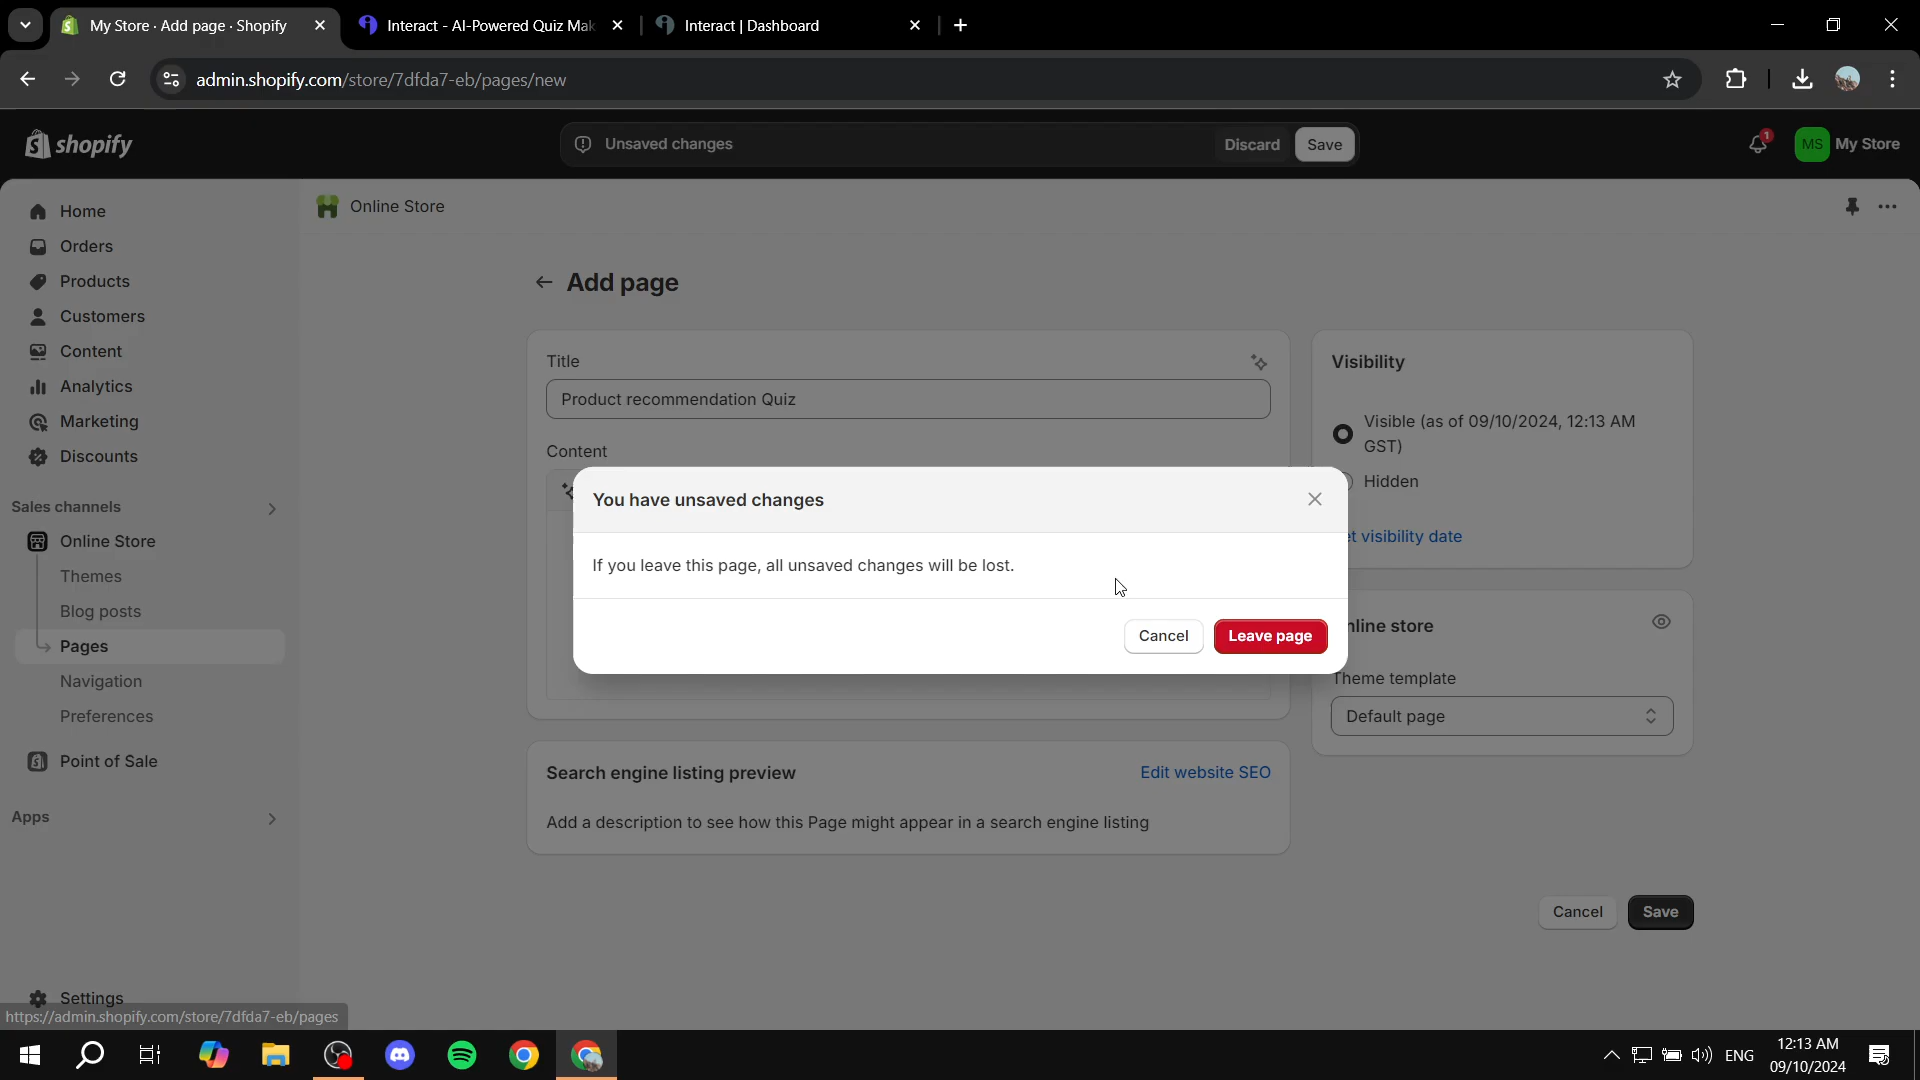 My Store · Add page · Shopify
Interact - AI-Powered Quiz Mak
Interact | Dashboard
admin.shopify.com/store/7dfda7-eb/pages/new
shopify
Unsaved changes
Discard
Save
1
MS
My Store
Home
Orders
Products
Customers
Content
Analytics
Marketing
Discounts
Sales channels
Online Store
Themes
Blog posts
Pages
Navigation
Preferences
Point of Sale
Apps
Settings
https://admin.shopify.com/store/7dfda7-eb/pages
Online Store
Add page
Title
Product recommendation Quiz
Content
You have unsaved changes
If you leave this page, all unsaved changes will be lost.
Cancel
Leave page
Search engine listing preview
Edit website SEO
Add a description to see how this Page might appear in a search engine listing
Visibility
Visible (as of 09/10/2024, 12:13 AM
GST)
Hidden
et visibility date
nline store
Theme template
Default page
Cancel
Save
ENG
12:13 AM
09/10/2024